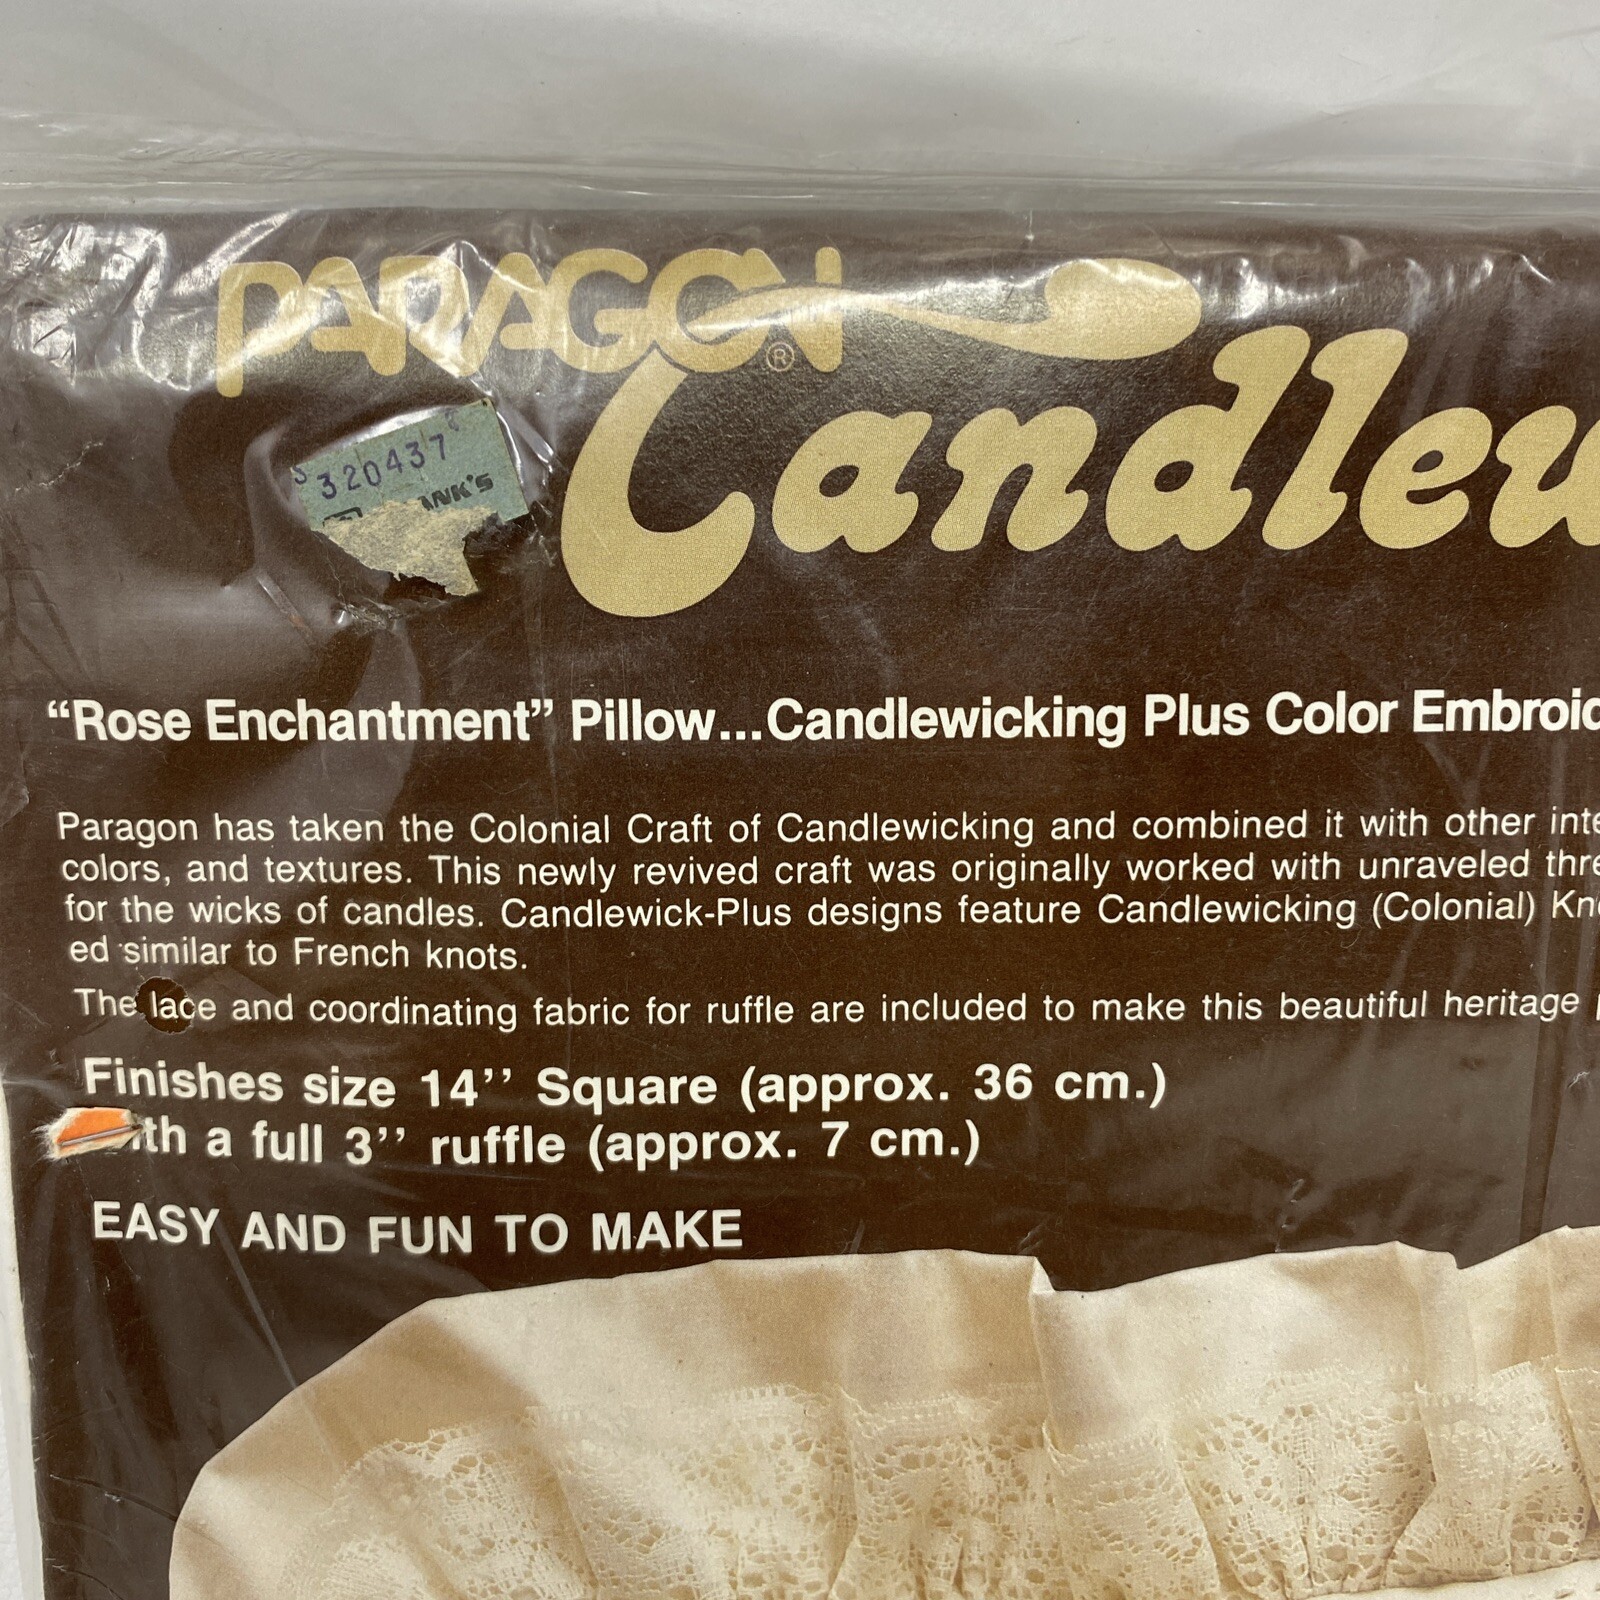 PARAGON®
Candlew
320437
ANK'S
“Rose Enchantment” Pillow...Candlewicking Plus Color Embroid
Paragon has taken the Colonial Craft of Candlewicking and combined it with other inte
colors, and textures. This newly revived craft was originally worked with unraveled thre
for the wicks of candles. Candlewick-Plus designs feature Candlewicking (Colonial) Kn
ed similar to French knots.
The lace and coordinating fabric for ruffle are included to make this beautiful heritage
Finishes size 14’’ Square (approx. 36 cm.)
ith a full 3’’ ruffle (approx. 7 cm.)
EASY AND FUN TO MAKE